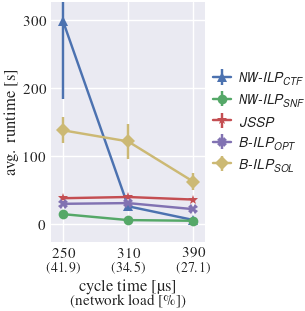 300
200
100
0
avg. runtime [s]
250 310 390
(41.9) (34.5) (27.1)
cycle time [µs]
(network load [%])
NW-ILP_CTF
NW-ILP_SNF
JSSP
B-ILP_OPT
B-ILP_SOL